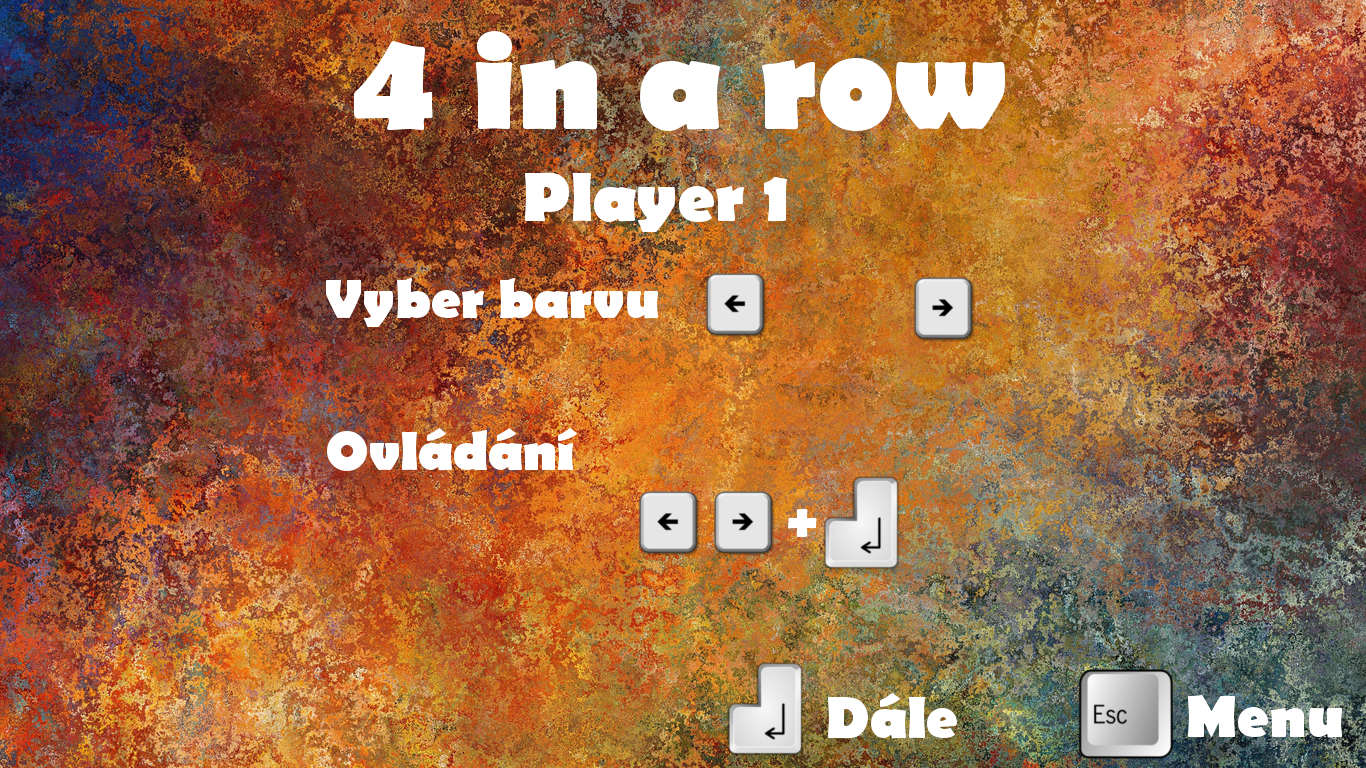 4 in a row
Player 1
Vyber barvu ← →
Ovládání
← → + ↵
↵ Dále Esc Menu